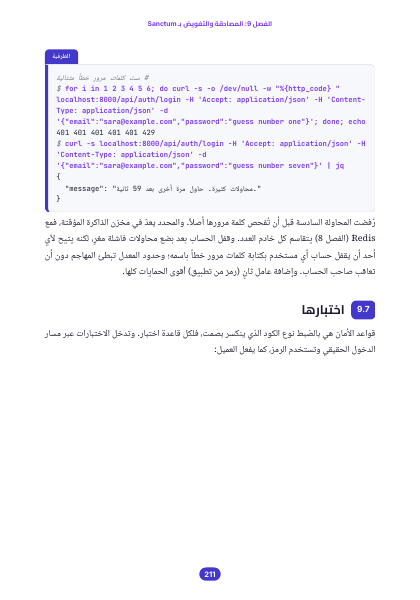 الفصل 9: المصادقة والتفويض بـ Sanctum
الطرفية
# ست كلمات مرور خطأ متتالية
$ for i in 1 2 3 4 5 6; do curl -s -o /dev/null -w "%{http_code} "
localhost:8000/api/auth/login -H 'Accept: application/json' -H 'Content-
Type: application/json' -d
'{"email":"sara@example.com","password":"guess number one"}'; done; echo
401 401 401 401 401 429
$ curl -s localhost:8000/api/auth/login -H 'Accept: application/json' -H
'Content-Type: application/json' -d
'{"email":"sara@example.com","password":"guess number seven"}' | jq
{
"message": "محاولات كثيرة. حاول مرة أخرى بعد 59 ثانية."
}
رُفضت المحاولة السادسة قبل أن تُفحص كلمة مرورها أصلاً. والمحدد يعدّ في مخزن الذاكرة المؤقتة، فمع
Redis (الفصل 8) يتقاسم كل خادم العدد. وقفل الحساب بعد بضع محاولات فاشلة مغرٍ، لكنه يتيح لأي
أحد أن يقفل حساب أي مستخدم بكتابة كلمات مرور خطأ باسمه؛ وحدود المعدل تبطئ المهاجم دون أن
تعاقب صاحب الحساب. وإضافة عامل ثانٍ (رمز من تطبيق) أقوى الحمايات كلها.
9.7 اختبارها
قواعد الأمان هي بالضبط نوع الكود الذي ينكسر بصمت، فلكل قاعدة اختبار. وتدخل الاختبارات عبر مسار
الدخول الحقيقي وتستخدم الرمز، كما يفعل العميل:
211